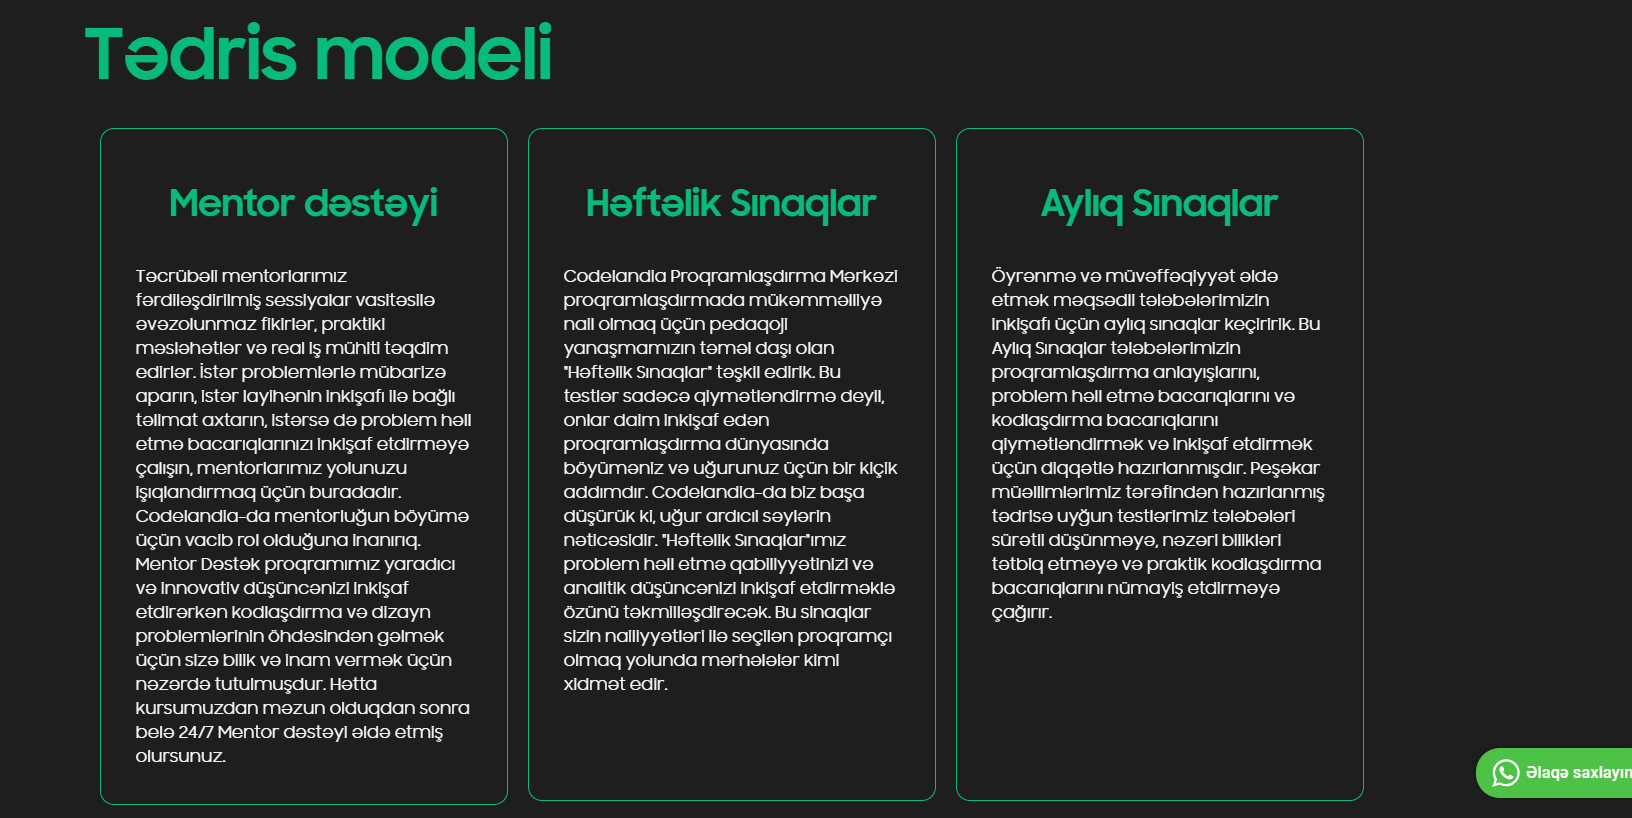 Tədris modeli
Mentor dəstəyi
Təcrübəli mentorlarımız
fərdiləşdirilmiş sessiyalar vasitəsilə
əvəzolunmaz fikirlər, praktiki
məsləhətlər və real iş mühiti təqdim
edirlər. İstər problemlərlə mübarizə
aparın, istər layihənin inkişafı ilə bağlı
təlimat axtarın, istərsə də problem həll
etmə bacarıqlarınızı inkişaf etdirməyə
çalışın, mentorlarımız yolunuzu
işıqlandırmaq üçün buradadır.
Codelandia-da mentorluğun böyümə
üçün vacib rol olduğuna inanırıq.
Mentor Dəstək proqramımız yaradıcı
və innovativ düşüncənizi inkişaf
etdirərkən kodlaşdırma və dizayn
problemlərinin öhdəsindən gəlmək
üçün sizə bilik və inam vermək üçün
nəzərdə tutulmuşdur. Hətta
kursumuzdan məzun olduqdan sonra
belə 24/7 Mentor dəstəyi əldə etmiş
olursunuz.
Həftəlik Sınaqlar
Codelandia Proqramlaşdırma Mərkəzi
proqramlaşdırmada mükəmməlliyə
nail olmaq üçün pedaqoji
yanaşmamızın təməl daşı olan
"Həftəlik Sınaqlar" təşkil edirik. Bu
testlər sadəcə qiymətləndirmə deyil,
onlar daim inkişaf edən
proqramlaşdırma dünyasında
böyüməniz və uğurunuz üçün bir kiçik
addımdır. Codelandia-da biz başa
düşürük ki, uğur ardıcıl səylərin
nəticəsidir. "Həftəlik Sınaqlar"ımız
problem həll etmə qabiliyyətinizi və
analitik düşüncənizi inkişaf etdirməklə
özünü təkmilləşdirəcək. Bu sinaqlar
sizin nailiyyətləri ilə seçilən proqramçı
olmaq yolunda mərhələlər kimi
xidmət edir.
Aylıq Sınaqlar
Öyrənmə və müvəffəqiyyət əldə
etmək məqsədli tələbələrimizin
inkişafı üçün aylıq sınaqlar keçiririk. Bu
Aylıq Sınaqlar tələbələrimizin
proqramlaşdırma anlayışlarını,
problem həll etmə bacarıqlarını və
kodlaşdırma bacarıqlarını
qiymətləndirmək və inkişaf etdirmək
üçün diqqətlə hazırlanmışdır. Peşəkar
müəllimlərimiz tərəfindən hazırlanmış
tədrisə uyğun testlərimiz tələbələri
sürətli düşünməyə, nəzəri bilikləri
tətbiq etməyə və praktik kodlaşdırma
bacarıqlarını nümayiş etdirməyə
çağırır.
Əlaqə saxlayın